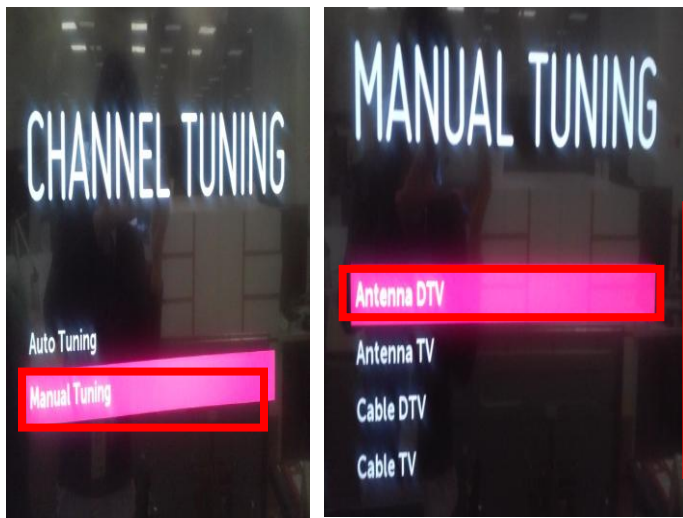 CHANNEL TUNING
Auto Tuning
Manual Tuning
MANUAL TUNING
Antenna DTV
Antenna TV
Cable DTV
Cable TV